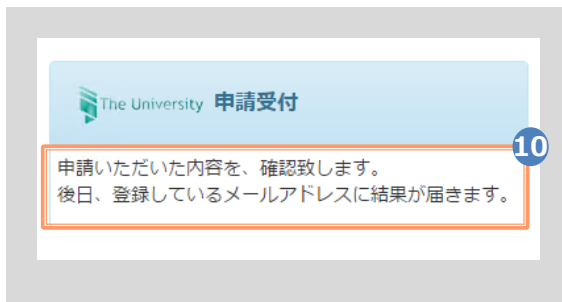 The University 申請受付
10
申請いただいた内容を、確認致します。
後日、登録しているメールアドレスに結果が届きます。